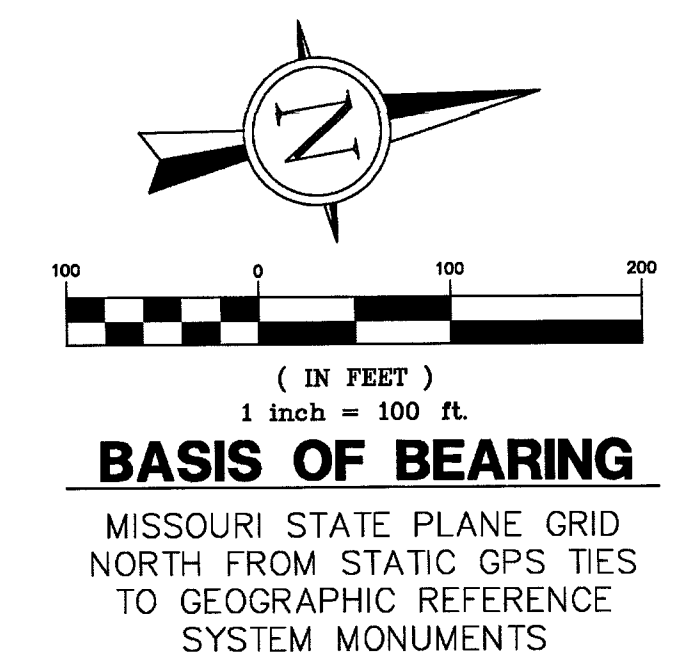 N
100 0 100 200
( IN FEET )
1 inch = 100 ft.
BASIS OF BEARING
MISSOURI STATE PLANE GRID
NORTH FROM STATIC GPS TIES
TO GEOGRAPHIC REFERENCE
SYSTEM MONUMENTS